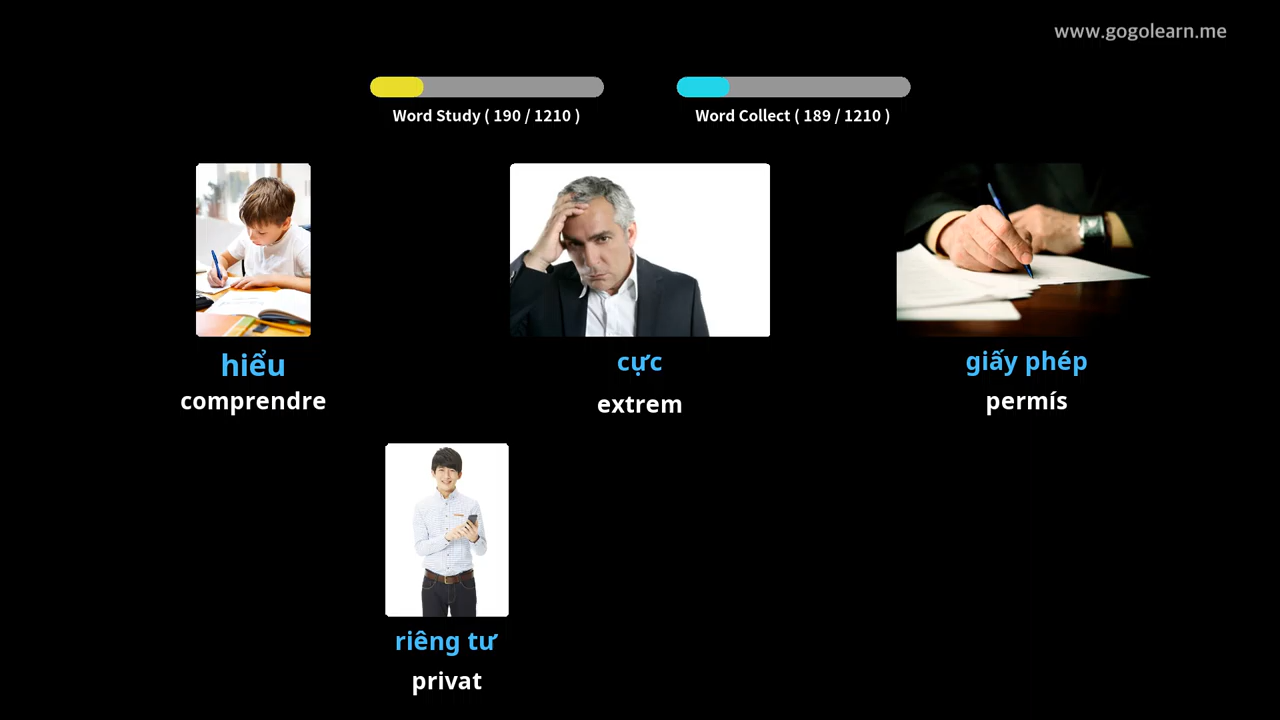 www.gogolearn.me
Word Study ( 190 / 1210 )
Word Collect ( 189 / 1210 )
hiểu
comprendre
cực
extrem
giấy phép
permís
riêng tư
privat